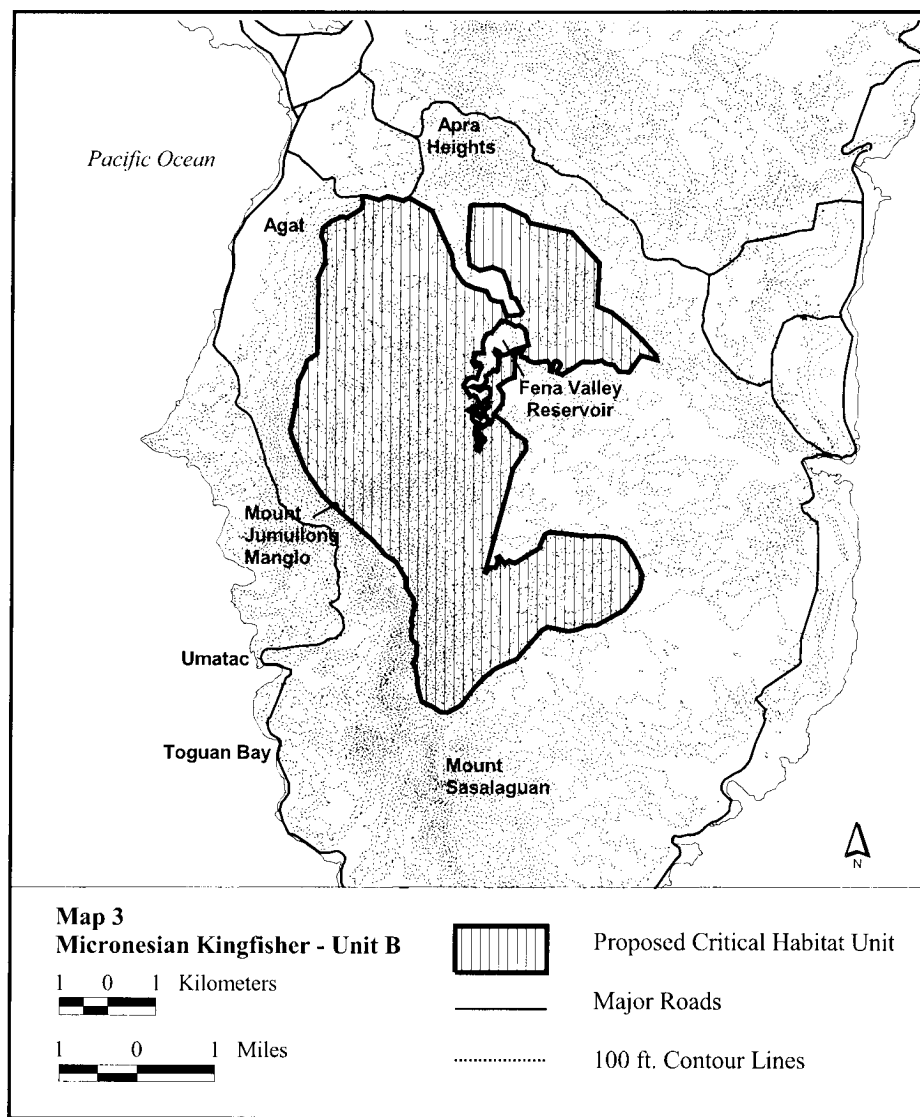 Apra
Heights
Pacific Ocean
Agat
Fena Valley
Reservoir
Mount
Jumullong
Manglo
Umatac
Toguan Bay
Mount
Sasalaguan
N
Map 3
Micronesian Kingfisher - Unit B
1 0 1 Kilometers
1 0 1 Miles
Proposed Critical Habitat Unit
Major Roads
100 ft. Contour Lines